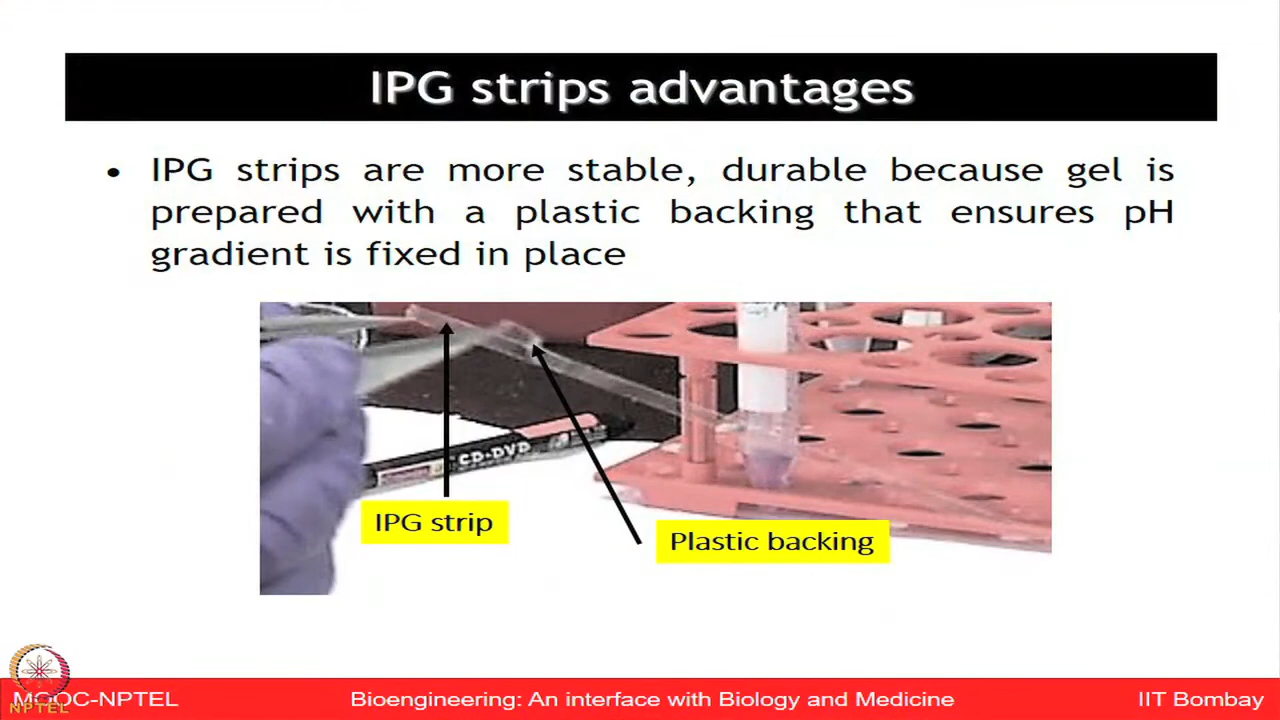 IPG strips advantages
• IPG strips are more stable, durable because gel is
prepared with a plastic backing that ensures pH
gradient is fixed in place
CD-DVD
IPG strip
Plastic backing
MOOC-NPTEL
Bioengineering: An interface with Biology and Medicine
IIT Bombay
NPTEL